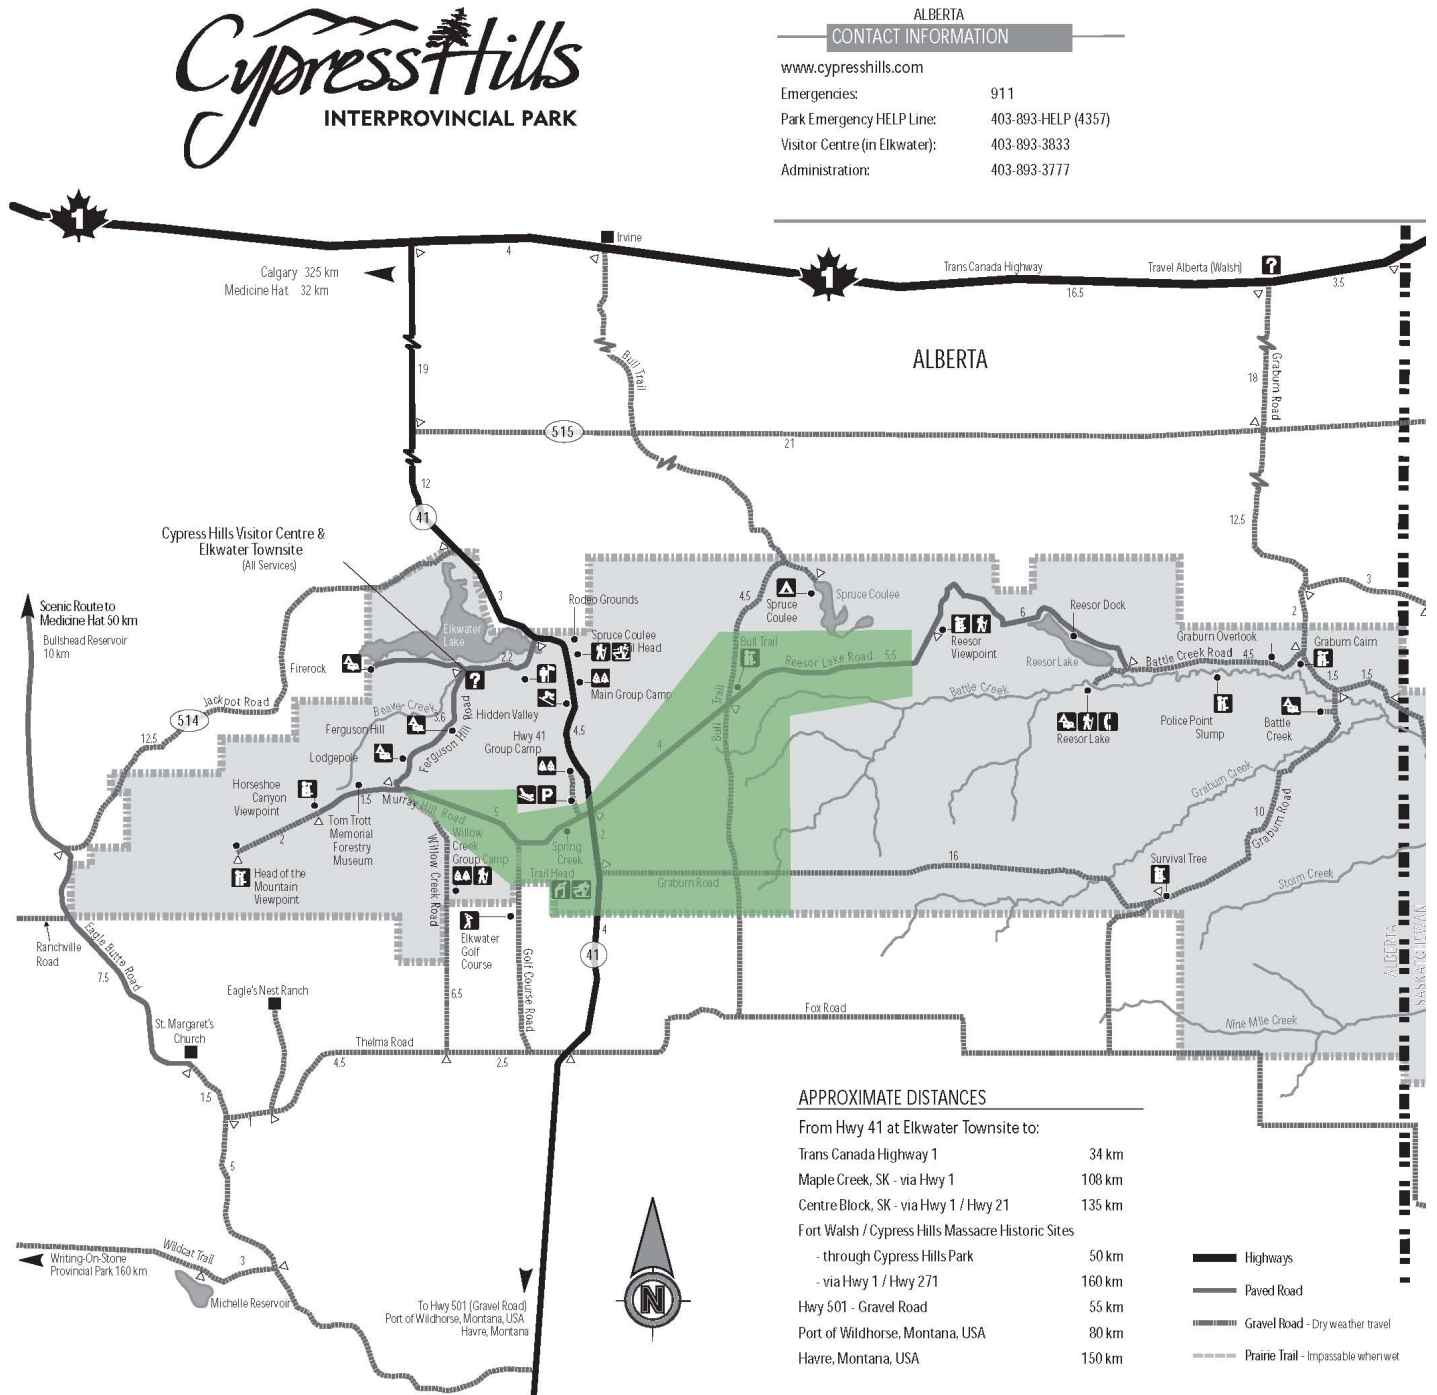 Cypress Hills
INTERPROVINCIAL PARK
ALBERTA
CONTACT INFORMATION
www.cypresshills.com
Emergencies: 911
Park Emergency HELP Line: 403-893-HELP (4357)
Visitor Centre (in Elkwater): 403-893-3833
Administration: 403-893-3777
1
Irvine
4
Calgary 325 km
Medicine Hat 32 km
1
Trans Canada Highway
16.5
Travel Alberta (Walsh)
?
3.5
ALBERTA
19
Bull Trail
18
Graburn Road
515
21
12
41
12.5
Cypress Hills Visitor Centre &
Elkwater Townsite
(All Services)
Scenic Route to
Medicine Hat 50 km
Bullshead Reservoir
10 km
3
Rodeo Grounds
Elkwater
Lake
2.2
Firerock
?
Spruce Coulee
Main Group Camp
Hidden Valley
Hwy 41
Group Camp
P
4.5
4.5
Spruce
Coulee
Spruce Coulee
Bull Trail
Reesor Lake Road
5.5
Reesor
Viewpoint
6
Reesor Dock
Reesor Lake
Battle Creek
Reesor Lake
Graburn Overlook
Battle Creek Road
4.5
Graburn Cairn
2
3
1.5
1.5
Police Point
Slump
Battle
Creek
Graburn Creek
10
Graburn Road
Jackpot Road
514
12.5
Beaver Creek
3.6
Ferguson Hill
Ferguson Hill Road
Lodgepole
Horseshoe
Canyon
Viewpoint
1.5
Murray Hill Road
2
Tom Trott
Memorial
Forestry
Museum
Head of the
Mountain
Viewpoint
5
Willow
Creek
Group Camp
Willow Creek Road
Spring
Creek
Trail Head
4
Bull Trail
2
Graburn Road
16
Survival Tree
Storm Creek
Nine Mile Creek
ALBERTA
SASKATCHEWAN
Ranchville
Road
Eagle Butte Road
7.5
Elkwater
Golf
Course
Golf Course Road
4
41
6.5
Eagle's Nest Ranch
St. Margaret's
Church
Thelma Road
4.5
2.5
Fox Road
1.5
1
5
Wildcat Trail
3
Writing-On-Stone
Provincial Park 160 km
Michelle Reservoir
To Hwy 501 (Gravel Road)
Port of Wildhorse, Montana, USA
Havre, Montana
N
APPROXIMATE DISTANCES
From Hwy 41 at Elkwater Townsite to:
Trans Canada Highway 1 34 km
Maple Creek, SK - via Hwy 1 108 km
Centre Block, SK - via Hwy 1 / Hwy 21 135 km
Fort Walsh / Cypress Hills Massacre Historic Sites
- through Cypress Hills Park 50 km
- via Hwy 1 / Hwy 271 160 km
Hwy 501 - Gravel Road 55 km
Port of Wildhorse, Montana, USA 80 km
Havre, Montana, USA 150 km
Highways
Paved Road
Gravel Road - Dry weather travel
Prairie Trail - Impassable when wet